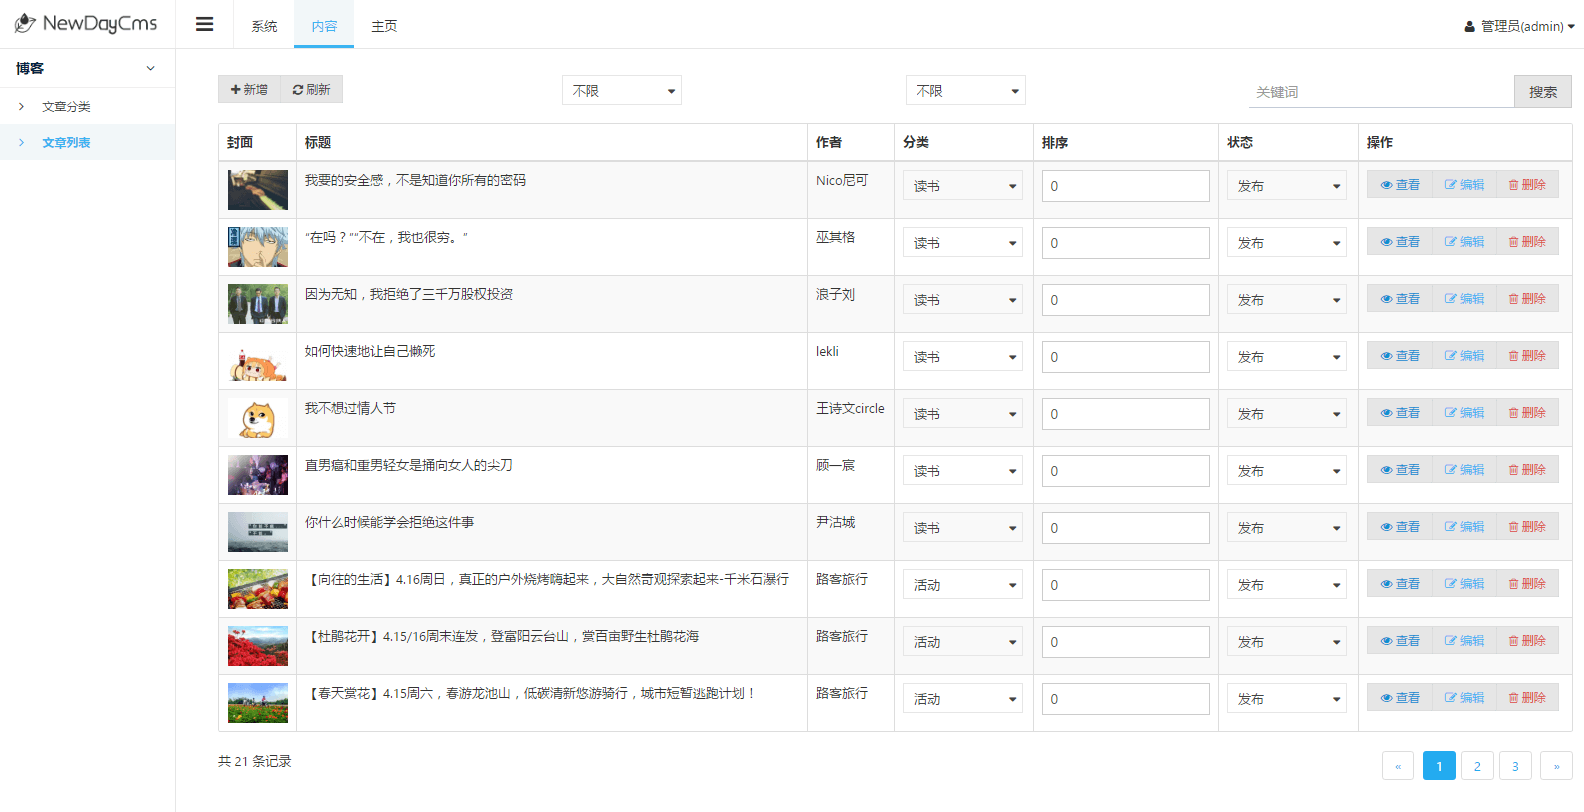 NewDayCms
系统 内容 主页
管理员(admin)
博客
文章分类
文章列表
新增 刷新 不限 不限 关键词 搜索
封面 标题 作者 分类 排序 状态 操作
我要的安全感，不是知道你所有的密码 Nico尼可 读书 0 发布 查看 编辑 删除
“在吗？”“不在，我也很穷。” 巫其格 读书 0 发布 查看 编辑 删除
因为无知，我拒绝了三千万股权投资 浪子刘 读书 0 发布 查看 编辑 删除
如何快速地让自己懒死 lekli 读书 0 发布 查看 编辑 删除
我不想过情人节 王诗文circle 读书 0 发布 查看 编辑 删除
直男癌和重男轻女是捅向女人的尖刀 顾一宸 读书 0 发布 查看 编辑 删除
你什么时候能学会拒绝这件事 尹沽城 读书 0 发布 查看 编辑 删除
【向往的生活】4.16周日，真正的户外烧烤嗨起来，大自然奇观探索起来-千米石瀑行 路客旅行 活动 0 发布 查看 编辑 删除
【杜鹃花开】4.15/16周末连发，登富阳云台山，赏百亩野生杜鹃花海 路客旅行 活动 0 发布 查看 编辑 删除
【春天赏花】4.15周六，春游龙池山，低碳清新悠游骑行，城市短暂逃跑计划！ 路客旅行 活动 0 发布 查看 编辑 删除
共 21 条记录
« 1 2 3 »